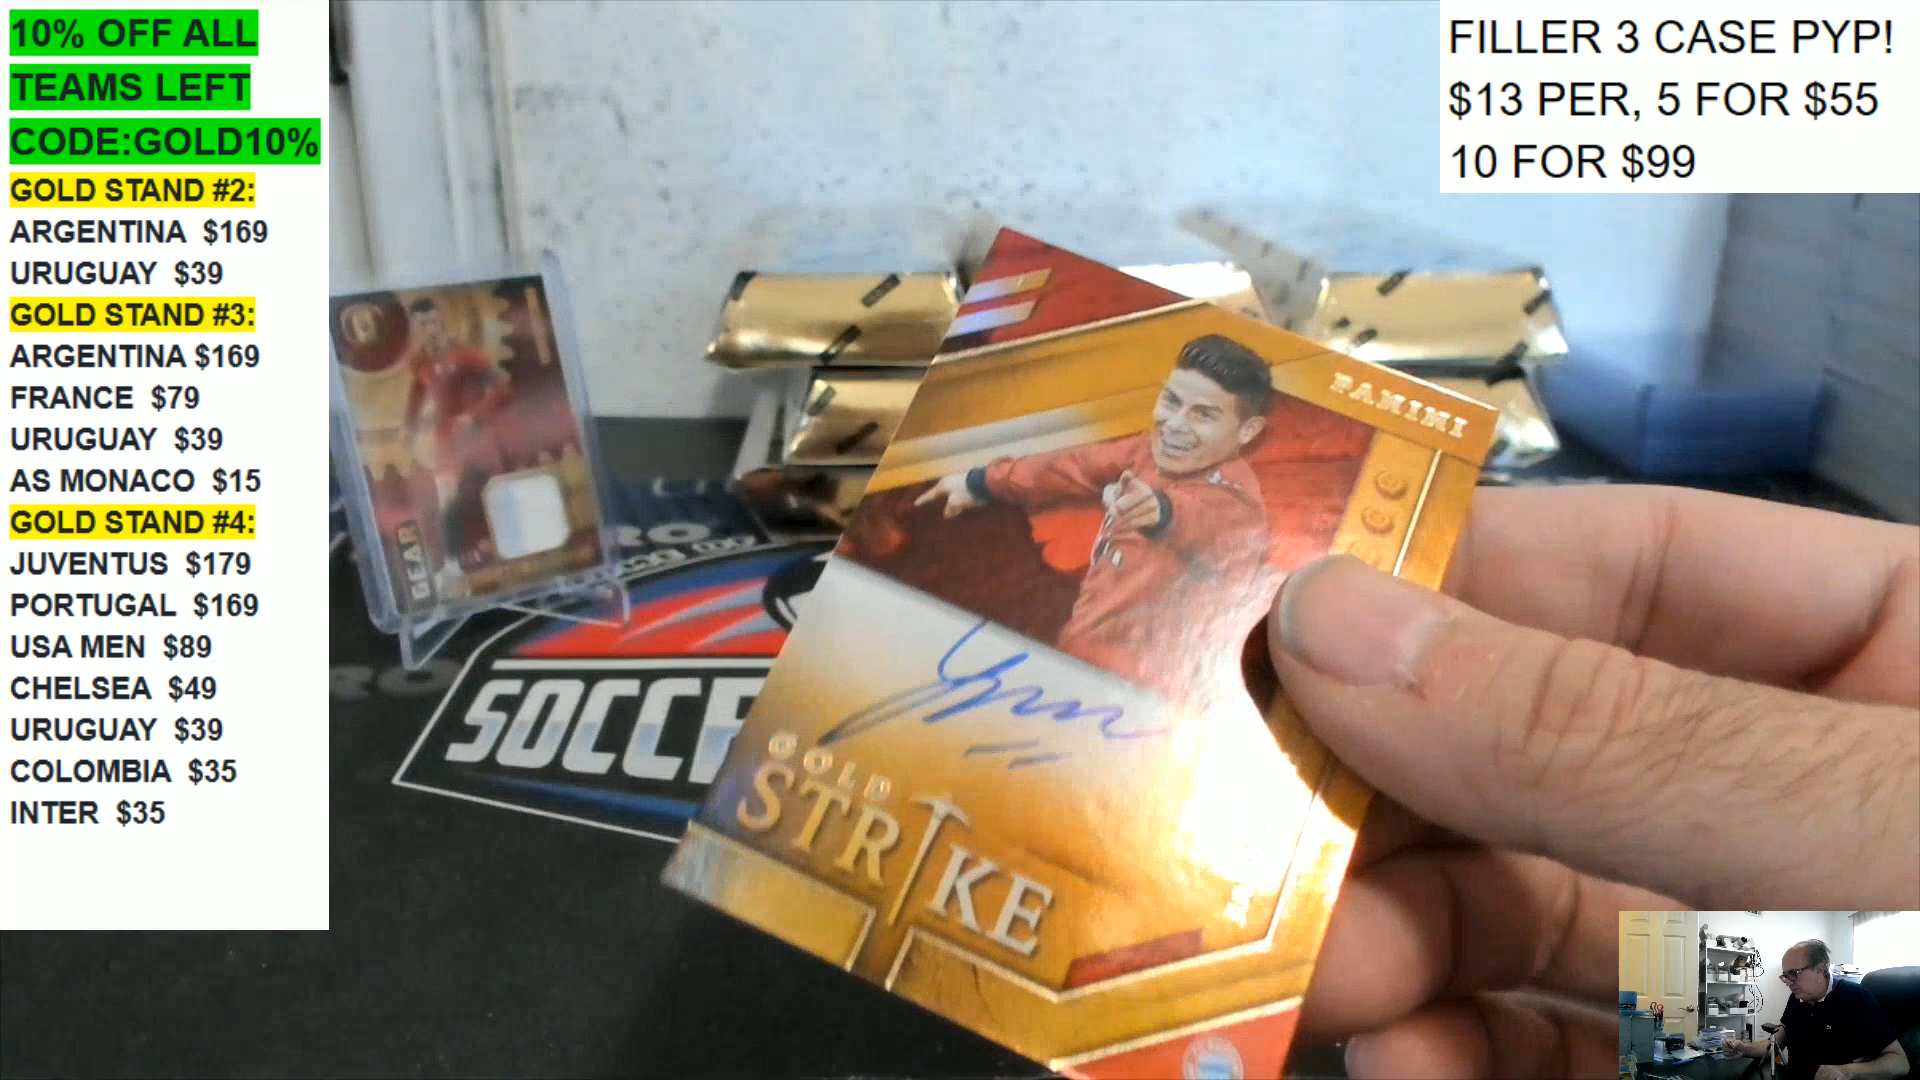 10% OFF ALL
TEAMS LEFT
CODE:GOLD10%
GOLD STAND #2:
ARGENTINA $169
URUGUAY $39
GOLD STAND #3:
ARGENTINA $169
FRANCE $79
URUGUAY $39
AS MONACO $15
GOLD STAND #4:
JUVENTUS $179
PORTUGAL $169
USA MEN $89
CHELSEA $49
URUGUAY $39
COLOMBIA $35
INTER $35
FILLER 3 CASE PYP!
$13 PER, 5 FOR $55
10 FOR $99
PANINI
GOLD
STRIKE
GEAR
SOCCE